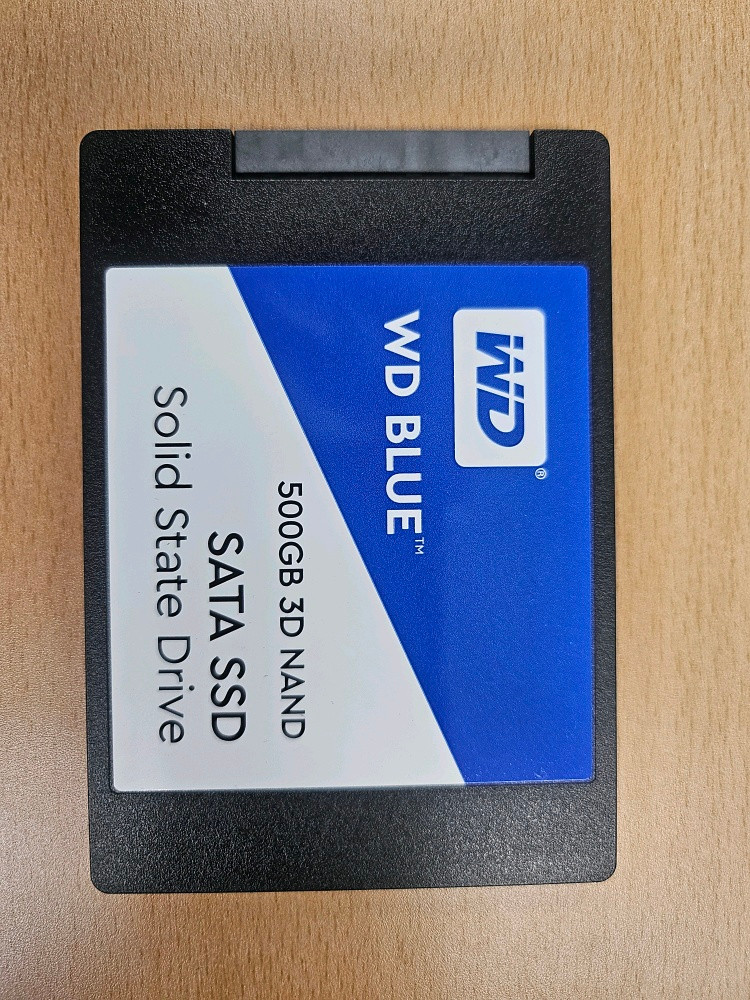 WD®
WD BLUE™
500GB 3D NAND
SATA SSD
Solid State Drive